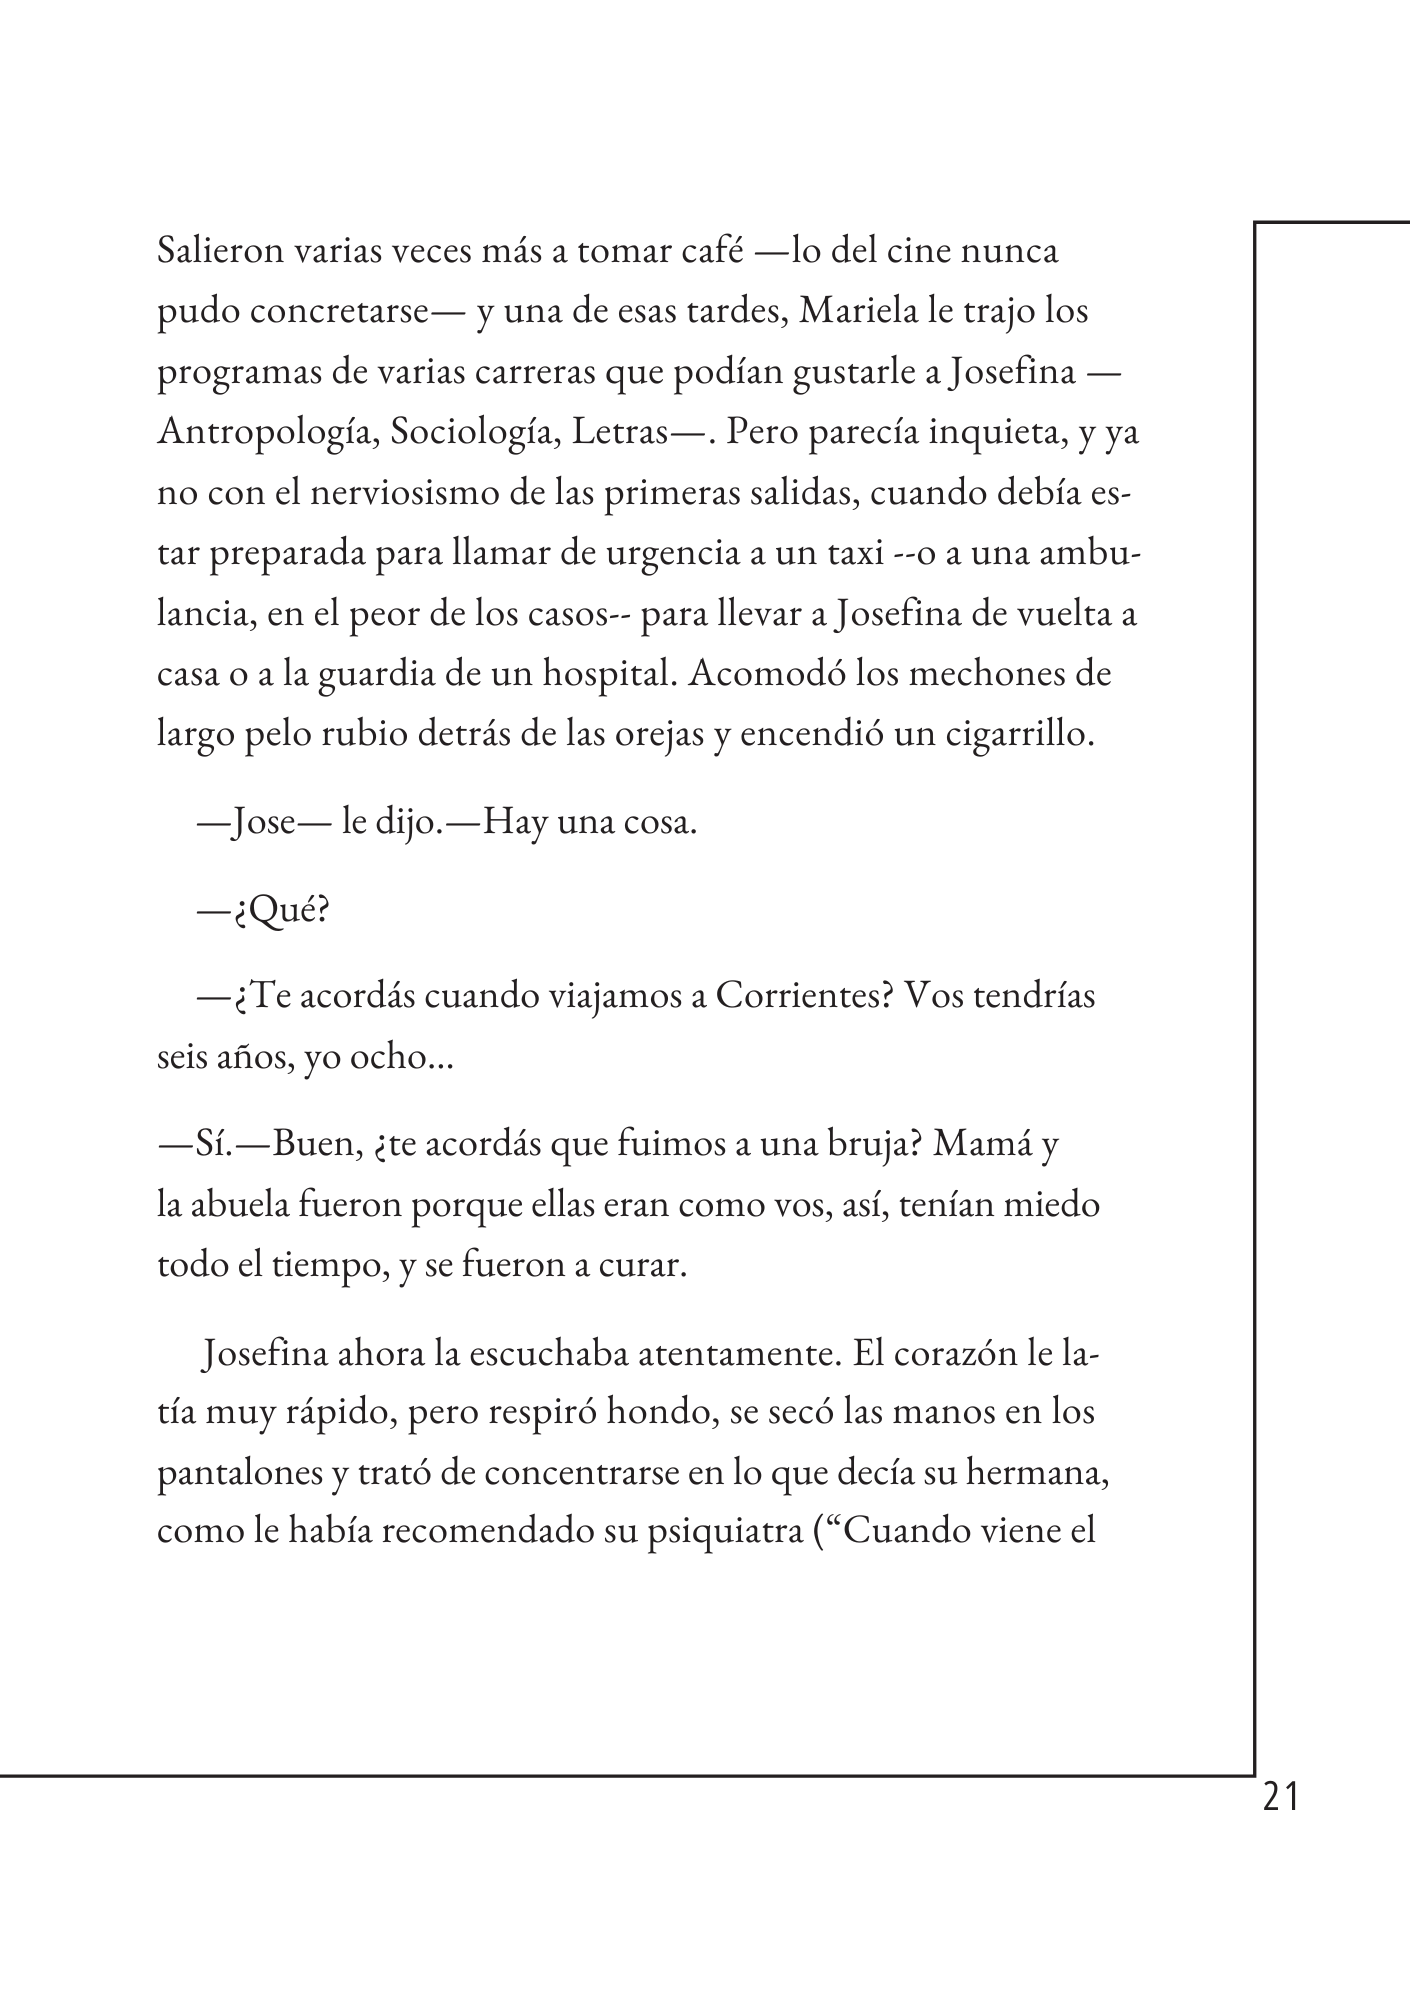 Salieron varias veces más a tomar café —lo del cine nunca
pudo concretarse— y una de esas tardes, Mariela le trajo los
programas de varias carreras que podían gustarle a Josefina —
Antropología, Sociología, Letras—. Pero parecía inquieta, y ya
no con el nerviosismo de las primeras salidas, cuando debía es-
tar preparada para llamar de urgencia a un taxi --o a una ambu-
lancia, en el peor de los casos-- para llevar a Josefina de vuelta a
casa o a la guardia de un hospital. Acomodó los mechones de
largo pelo rubio detrás de las orejas y encendió un cigarrillo.
—Jose— le dijo.—Hay una cosa.
—¿Qué?
—¿Te acordás cuando viajamos a Corrientes? Vos tendrías
seis años, yo ocho...
—Sí.—Buen, ¿te acordás que fuimos a una bruja? Mamá y
la abuela fueron porque ellas eran como vos, así, tenían miedo
todo el tiempo, y se fueron a curar.
Josefina ahora la escuchaba atentamente. El corazón le la-
tía muy rápido, pero respiró hondo, se secó las manos en los
pantalones y trató de concentrarse en lo que decía su hermana,
como le había recomendado su psiquiatra (“Cuando viene el
21